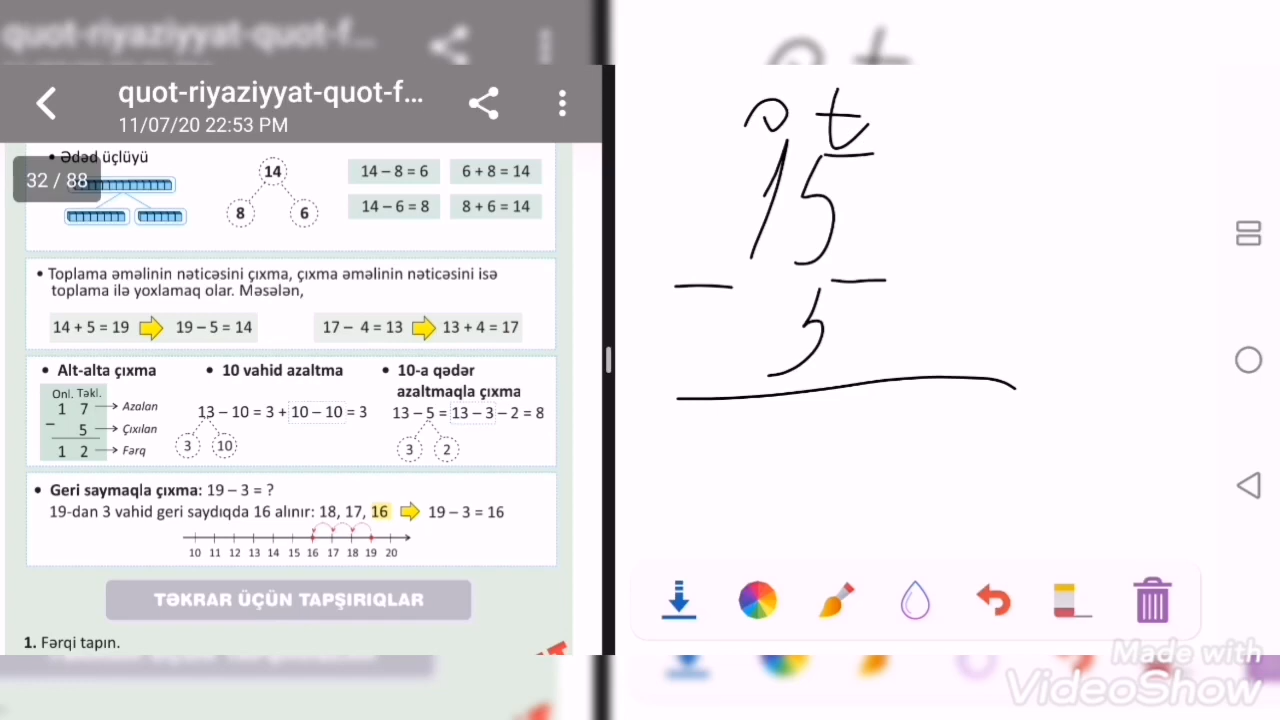 quot-riyaziyyat-quot-f...
quot-riyaziyyat-quot-f...
11/07/20 22:53 PM
32 / 88
• Ədəd üçlüyü
14
8 6
14 – 8 = 6 6 + 8 = 14
14 – 6 = 8 8 + 6 = 14
• Toplama əməlinin nəticəsini çıxma, çıxma əməlinin nəticəsini isə
toplama ilə yoxlamaq olar. Məsələn,
14 + 5 = 19 19 – 5 = 14 17 – 4 = 13 13 + 4 = 17
• Alt-alta çıxma
Onl. Təkl.
1 7 Azalan
– 5 Çıxılan
1 2 Fərq
• 10 vahid azaltma
13 – 10 = 3 + 10 – 10 = 3
3 10
• 10-a qədər
azaltmaqla çıxma
13 – 5 = 13 – 3 – 2 = 8
3 2
• Geri saymaqla çıxma: 19 – 3 = ?
19-dan 3 vahid geri saydıqda 16 alınır: 18, 17, 16 19 – 3 = 16
10 11 12 13 14 15 16 17 18 19 20
TƏKRAR ÜÇÜN TAPŞIRIQLAR
1. Fərqi tapın.
o t
15
– 5
Made with
VideoShow